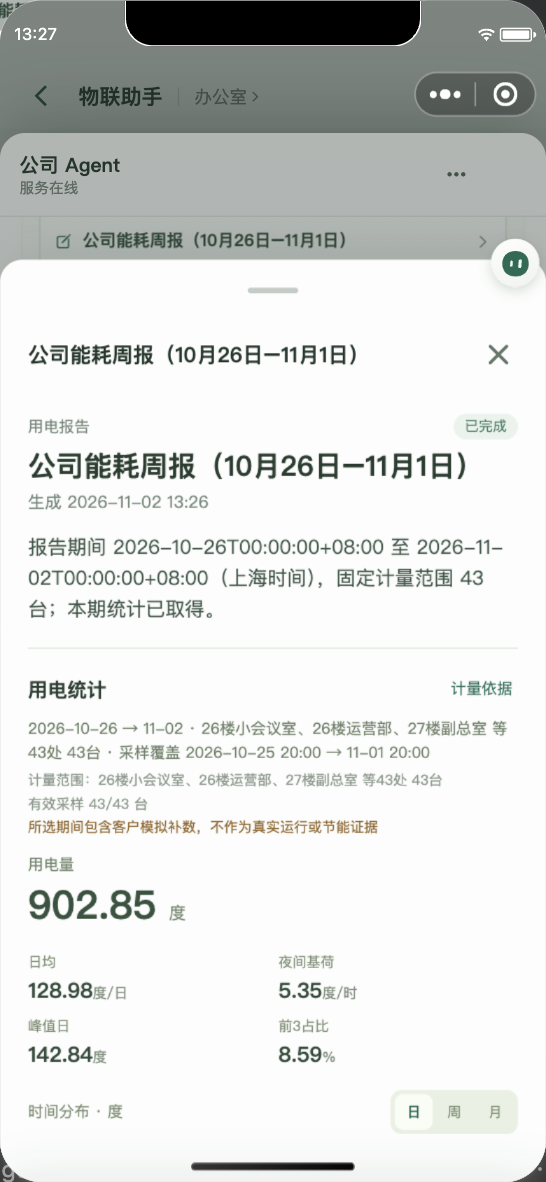 13:27
物联助手
办公室 >
公司 Agent
服务在线
公司能耗周报（10月26日—11月1日）
公司能耗周报（10月26日—11月1日）
用电报告
已完成
公司能耗周报（10月26日—11月1日）
生成 2026-11-02 13:26
报告期间 2026-10-26T00:00:00+08:00 至 2026-11-
02T00:00:00+08:00（上海时间），固定计量范围 43
台；本期统计已取得。
用电统计
计量依据
2026-10-26 → 11-02 · 26楼小会议室、26楼运营部、27楼副总室 等
43处 43台 · 采样覆盖 2026-10-25 20:00 → 11-01 20:00
计量范围：26楼小会议室、26楼运营部、27楼副总室 等43处 43台
有效采样 43/43 台
所选期间包含客户模拟补数，不作为真实运行或节能证据
用电量
902.85 度
日均
128.98度/日
夜间基荷
5.35度/时
峰值日
142.84度
前3占比
8.59%
时间分布 · 度
日 周 月